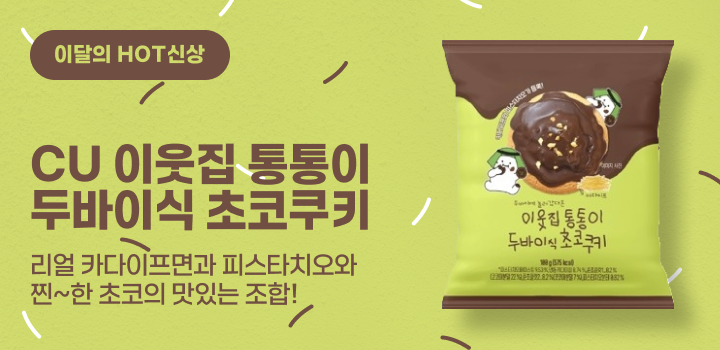 이달의 HOT신상
CU 이웃집 통통이
두바이식 초코쿠키
리얼 카다이프면과 피스타치오와
찐~한 초코의 맛있는 조합!
이웃집 통통이
두바이식 초코쿠키